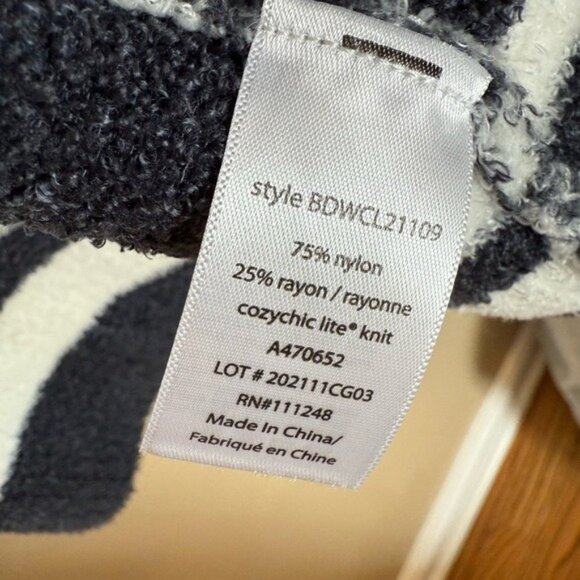 style BDWCL21109
75% nylon
25% rayon / rayonne
cozychic lite® knit
A470652
LOT # 202111CG03
RN#111248
Made In China/
Fabriqué en Chine